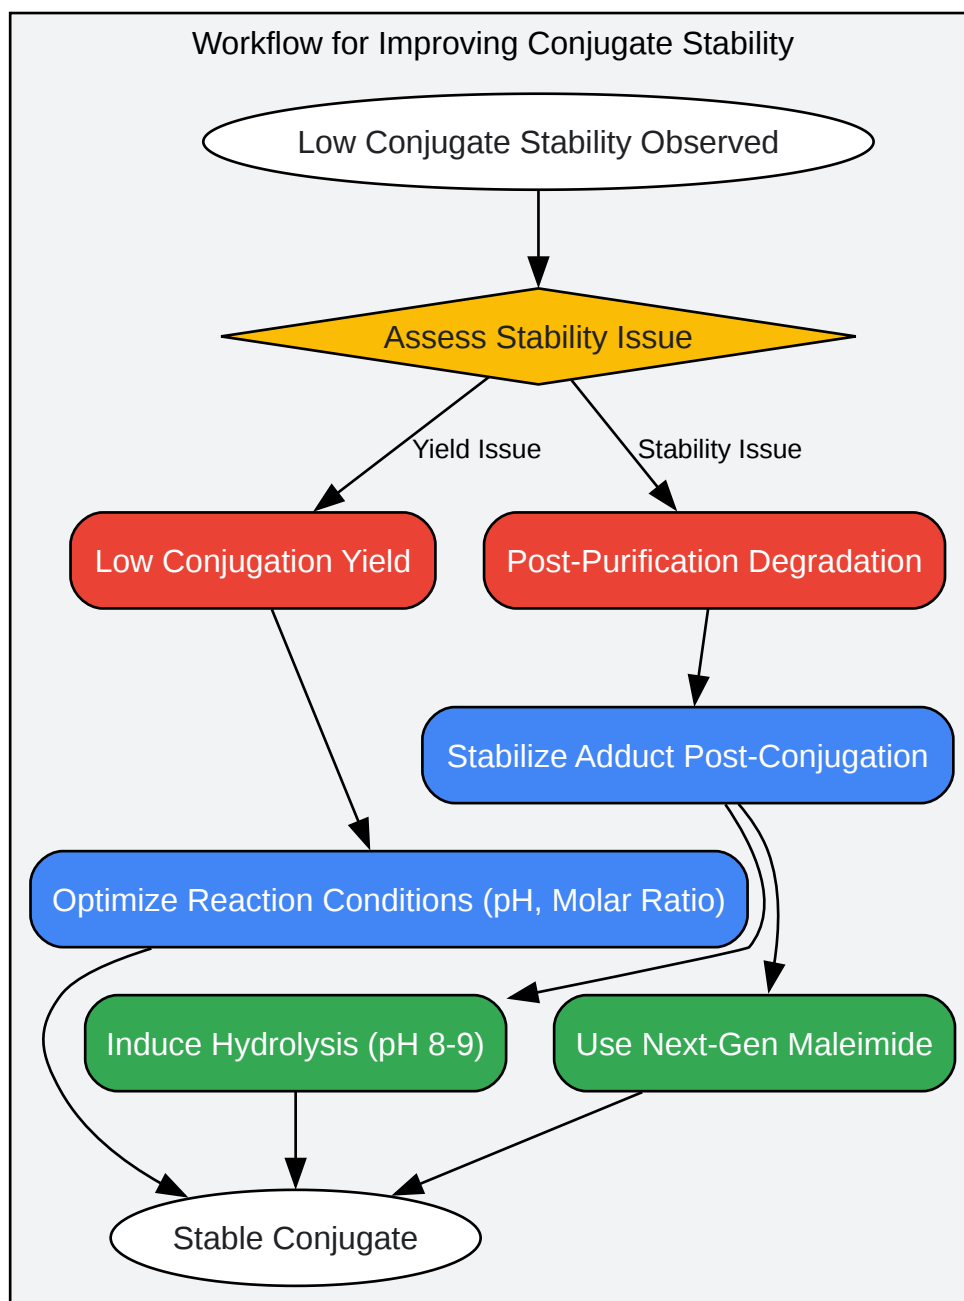 Workflow for Improving Conjugate Stability
Low Conjugate Stability Observed
Assess Stability Issue
Yield Issue
Stability Issue
Low Conjugation Yield
Post-Purification Degradation
Stabilize Adduct Post-Conjugation
Optimize Reaction Conditions (pH, Molar Ratio)
Induce Hydrolysis (pH 8-9)
Use Next-Gen Maleimide
Stable Conjugate